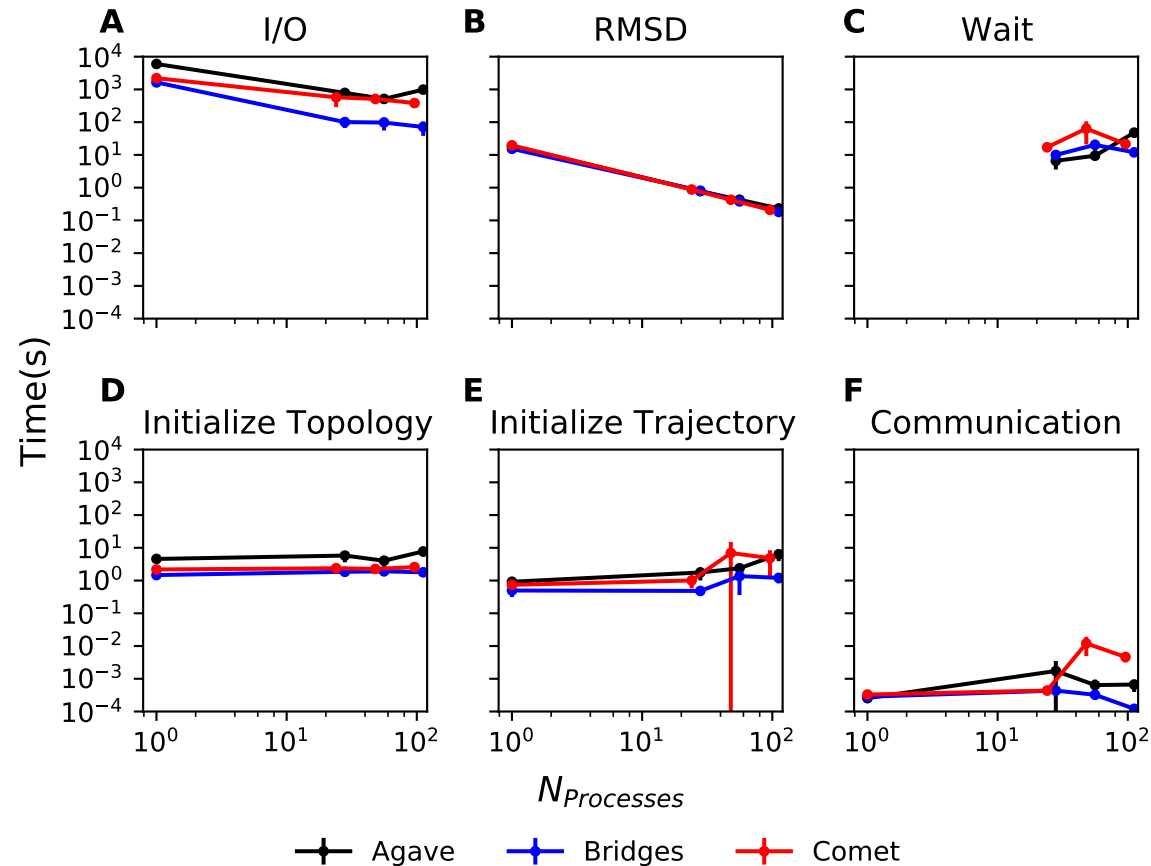 A B C
I/O RMSD Wait
10^4
10^3
10^2
10^1
10^0
10^-1
10^-2
10^-3
10^-4
Time(s)
D E F
Initialize Topology Initialize Trajectory Communication
10^4
10^3
10^2
10^1
10^0
10^-1
10^-2
10^-3
10^-4
10^0 10^1 10^2 10^0 10^1 10^2 10^0 10^1 10^2
N_Processes
Agave Bridges Comet